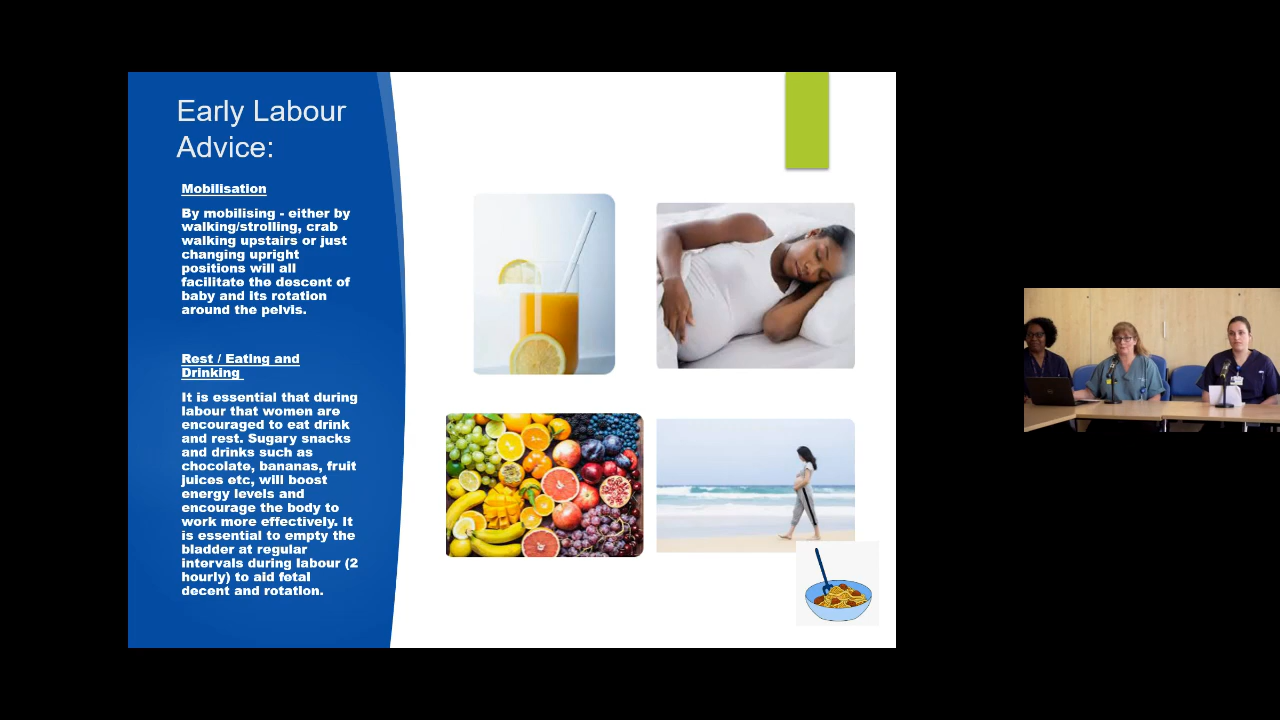 Early Labour
Advice:
Mobilisation
By mobilising - either by
walking/strolling, crab
walking upstairs or just
changing upright
positions will all
facilitate the descent of
baby and its rotation
around the pelvis.
Rest / Eating and
Drinking
It is essential that during
labour that women are
encouraged to eat drink
and rest. Sugary snacks
and drinks such as
chocolate, bananas, fruit
juices etc, will boost
energy levels and
encourage the body to
work more effectively. It
is essential to empty the
bladder at regular
intervals during labour (2
hourly) to aid fetal
decent and rotation.